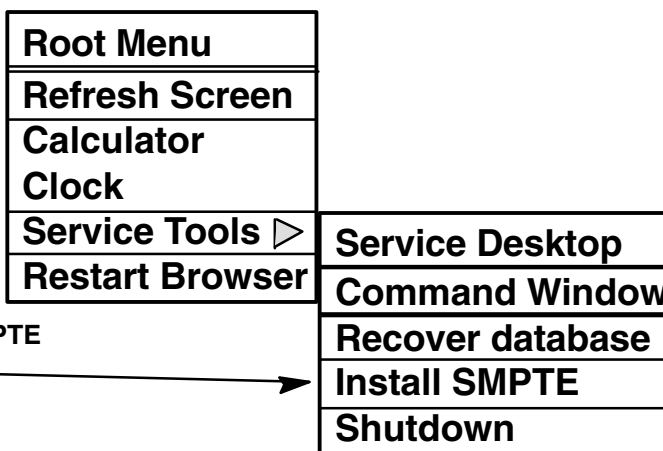 Root Menu
Refresh Screen
Calculator
Clock
Service Tools
Restart Browser
Service Desktop
Command Window
Recover database
Install SMPTE
Shutdown